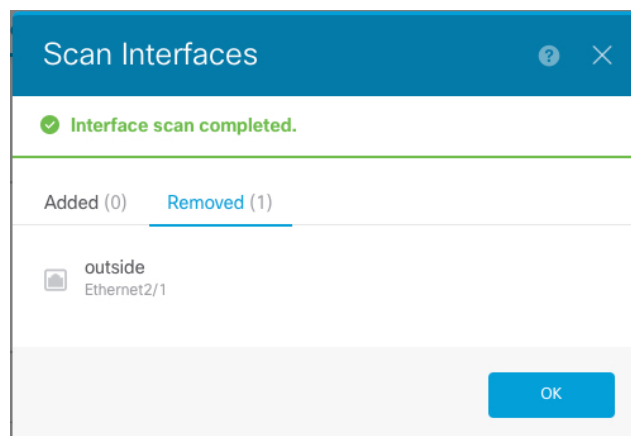 Scan Interfaces
Interface scan completed.
Added (0) Removed (1)
outside
Ethernet2/1
OK